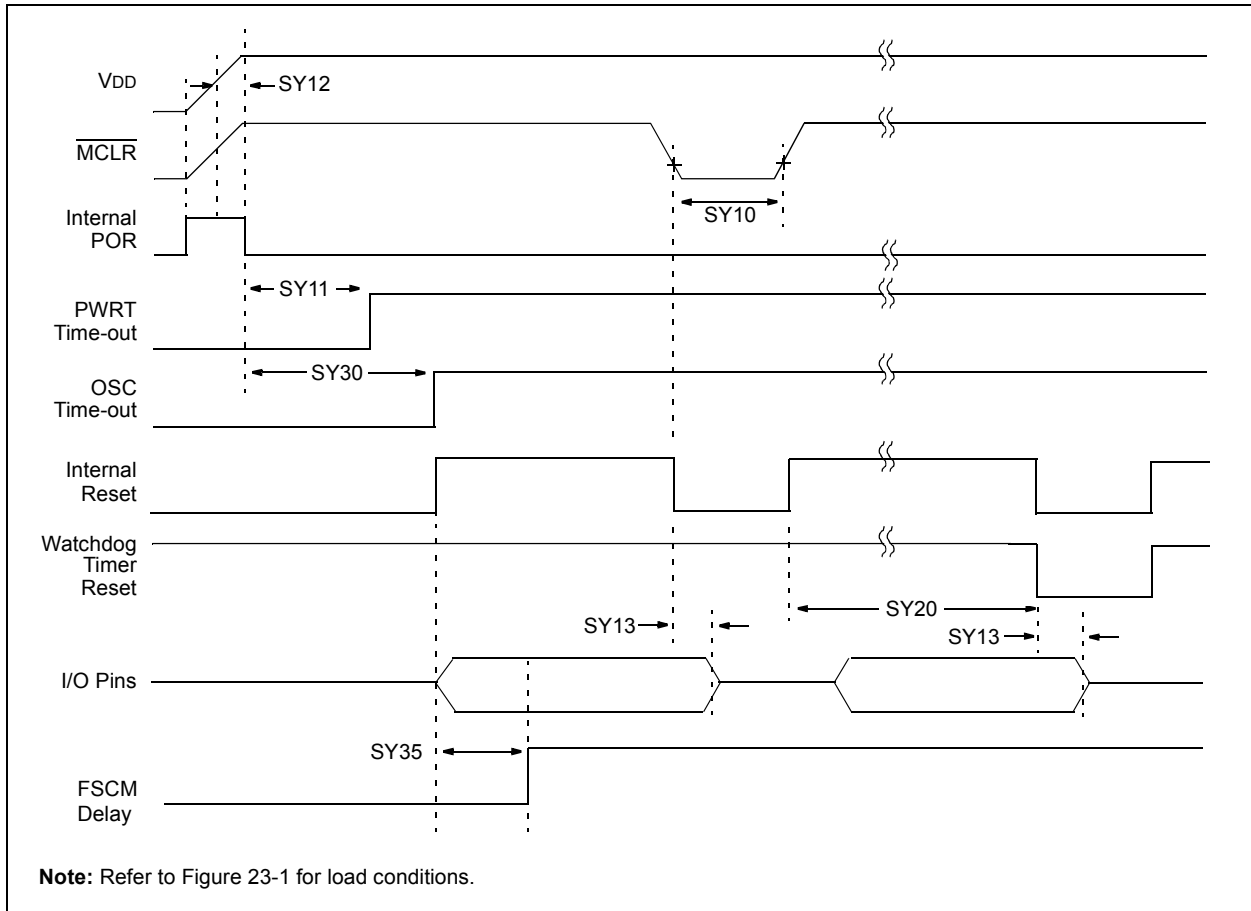 VDD
SY12
MCLR
SY10
Internal
POR
SY11
PWRT
Time-out
SY30
OSC
Time-out
Internal
Reset
Watchdog
Timer
Reset
SY20
SY13
SY13
I/O Pins
SY35
FSCM
Delay
Note: Refer to Figure 23-1 for load conditions.